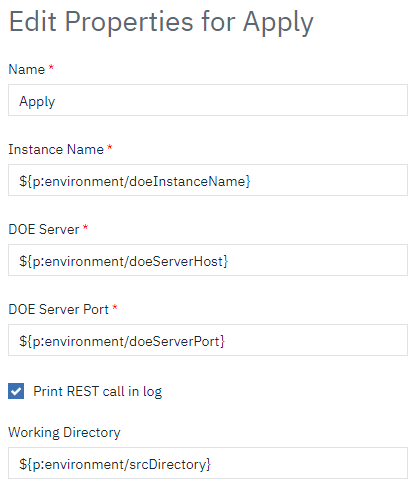 Edit Properties for Apply
Name *
Apply
Instance Name *
${p:environment/doeInstanceName}
DOE Server *
${p:environment/doeServerHost}
DOE Server Port *
${p:environment/doeServerPort}
Print REST call in log
Working Directory
${p:environment/srcDirectory}